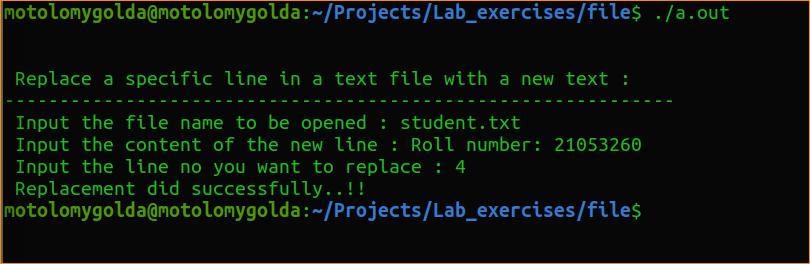 motolomygolda@motolomygolda:~/Projects/Lab_exercises/file$ ./a.out
Replace a specific line in a text file with a new text :
-------------------------------------------------------------
Input the file name to be opened : student.txt
Input the content of the new line : Roll number: 21053260
Input the line no you want to replace : 4
Replacement did successfully..!!
motolomygolda@motolomygolda:~/Projects/Lab_exercises/file$